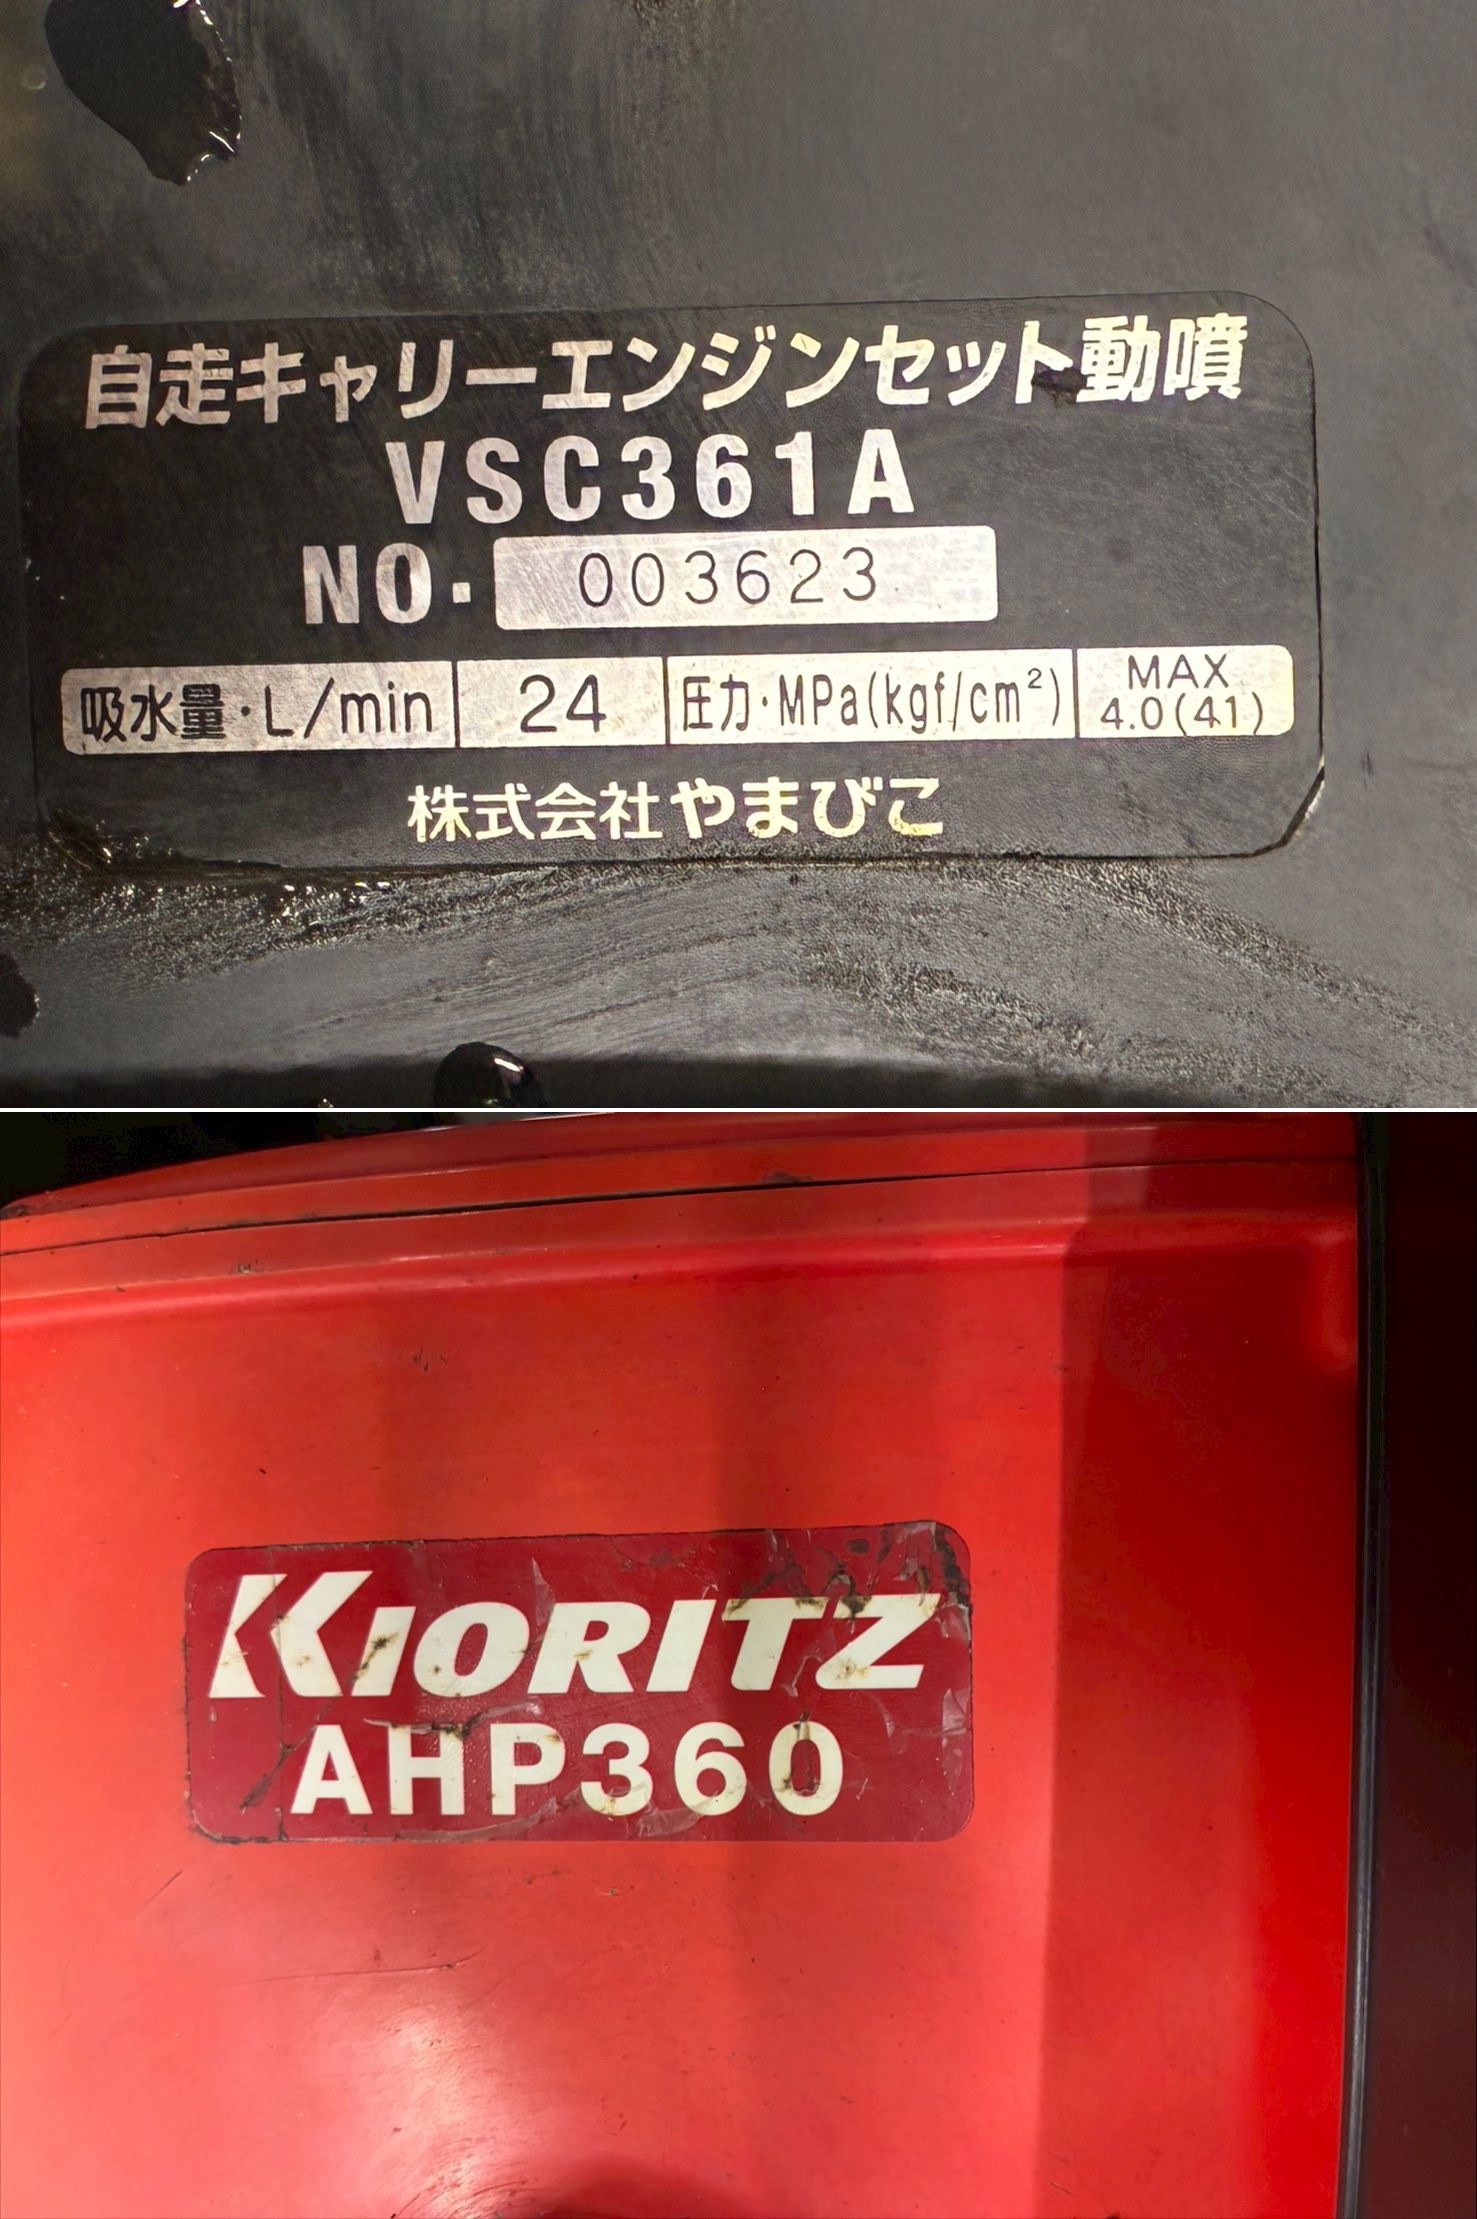 自走キャリーエンジンセット動噴
VSC361A
NO. 003623
吸水量・L/min 24 圧力・MPa(kgf/cm²) MAX 4.0(41)
株式会社やまびこ
KIORITZ
AHP360